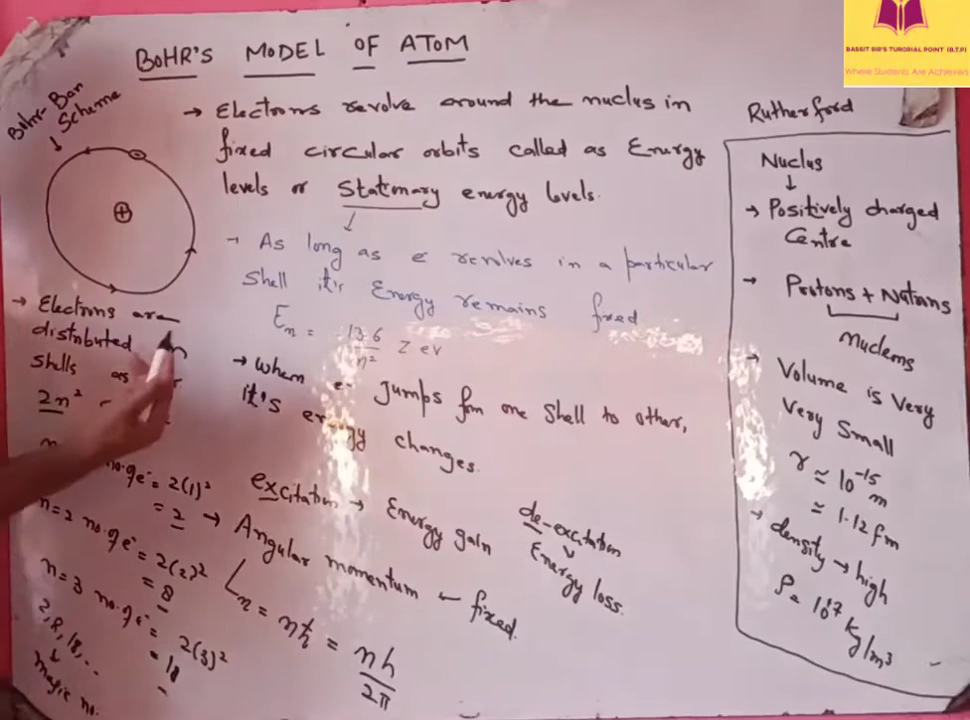 BASSIT SIR'S TURORIAL POINT (B.T.P)
Where Students Are Achievers
BOHR'S MODEL OF ATOM
Bohr-Bari
Scheme
→ Electrons revolve around the nuclus in
fixed circular orbits called as Energy
levels or Stationary energy levels.
→ As long as e⁻ revolves in a particular
Shell it's Energy remains fixed
Eₙ = -13.6/n² Z ev
→ When e⁻ Jumps from one Shell to other,
it's energy changes.
excitation → Energy gain
de-excitation
↓
Energy loss.
→ Angular momentum ← fixed.
Lₙ = nħ = nh/2π
→ Electrons are
distributed
Shells as
2n²
no. of e⁻ = 2(1)²
= 2
n=2 no. of e⁻ = 2(2)²
= 8
n=3 no. of e⁻ = 2(3)²
= 18
2, 8, 18, ..
↓
magic no.
Rutherford
Nuclus
↓
→ Positively charged
Centre
→ Protons + Nutrons
Nucleons
→ Volume is Very
Very Small
r ≃ 10⁻¹⁵ m
≃ 1.12 fm
→ density → high
ρ ≃ 10¹⁷ Kg/m³